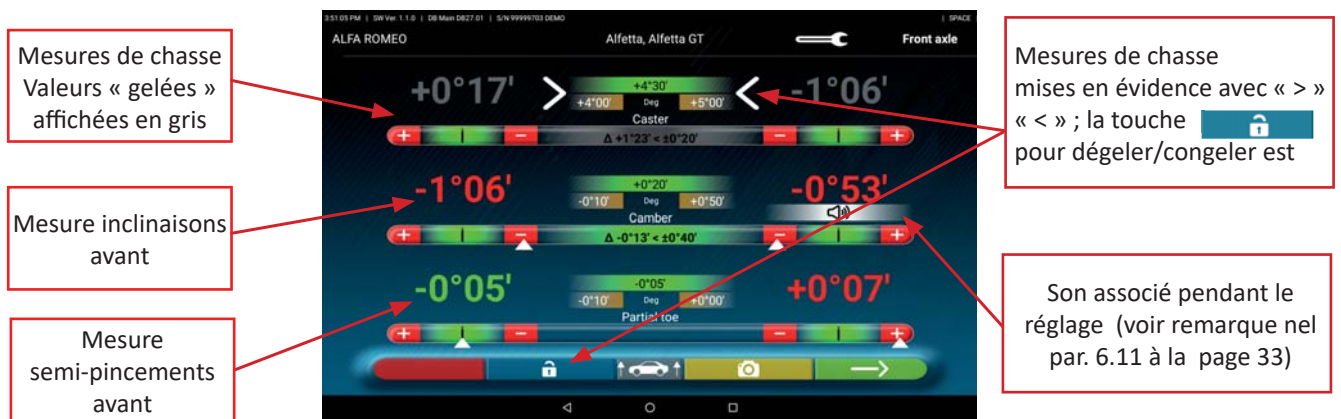 3:51:05 PM | SW Ver. 1.1.0 | DB Main DB27.01 | S/N 99999703 DEMO | SPACE
ALFA ROMEO Alfetta, Alfetta GT Front axle
Mesures de chasse
Valeurs « gelées »
affichées en gris
+0°17' > +4°30' < -1°06'
+4°00' Deg +5°00'
Caster
+ - Δ +1°23' < ±0°20' - +
Mesures de chasse
mises en évidence avec « > »
« < » ; la touche
pour dégeler/congeler est
Mesure inclinaisons
avant
-1°06' +0°20' -0°53'
-0°10' Deg +0°50'
Camber
+ - Δ -0°13' < ±0°40' - +
Son associé pendant le
réglage (voir remarque nel
par. 6.11 à la page 33)
Mesure
semi-pincements
avant
-0°05' -0°05' +0°07'
-0°10' Deg +0°00'
Partial toe
+ - - +